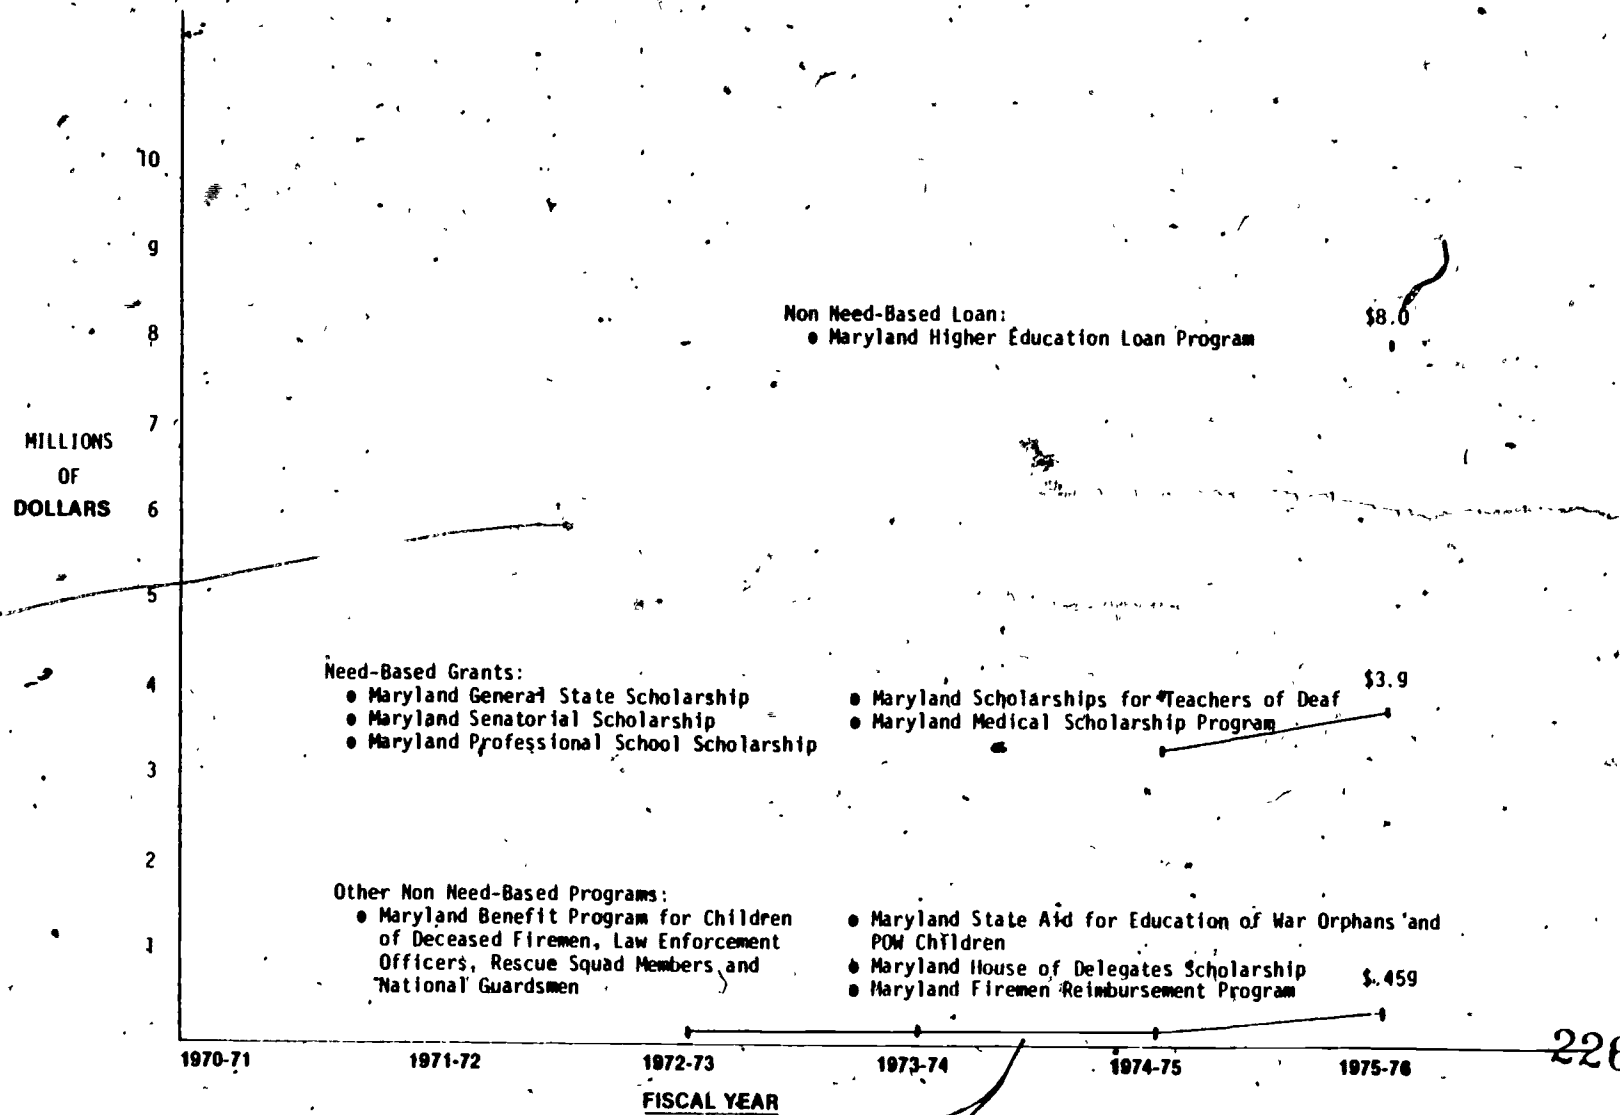 10
9
Non Need-Based Loan:
$8.0
8
• Maryland Higher Education Loan Program
7
MILLIONS
OF
DOLLARS
6
5
Need-Based Grants:
4
$3.9
• Maryland General State Scholarship
• Maryland Scholarships for Teachers of Deaf
• Maryland Senatorial Scholarship
• Maryland Medical Scholarship Program
• Maryland Professional School Scholarship
3
2
Other Non Need-Based Programs:
• Maryland Benefit Program for Children
of Deceased Firemen, Law Enforcement
Officers, Rescue Squad Members and
National Guardsmen
• Maryland State Aid for Education of War Orphans and
POW Children
• Maryland House of Delegates Scholarship
• Maryland Firemen Reimbursement Program
1
$.459
1970-71 1971-72 1972-73 1973-74 1974-75 1975-76
FISCAL YEAR